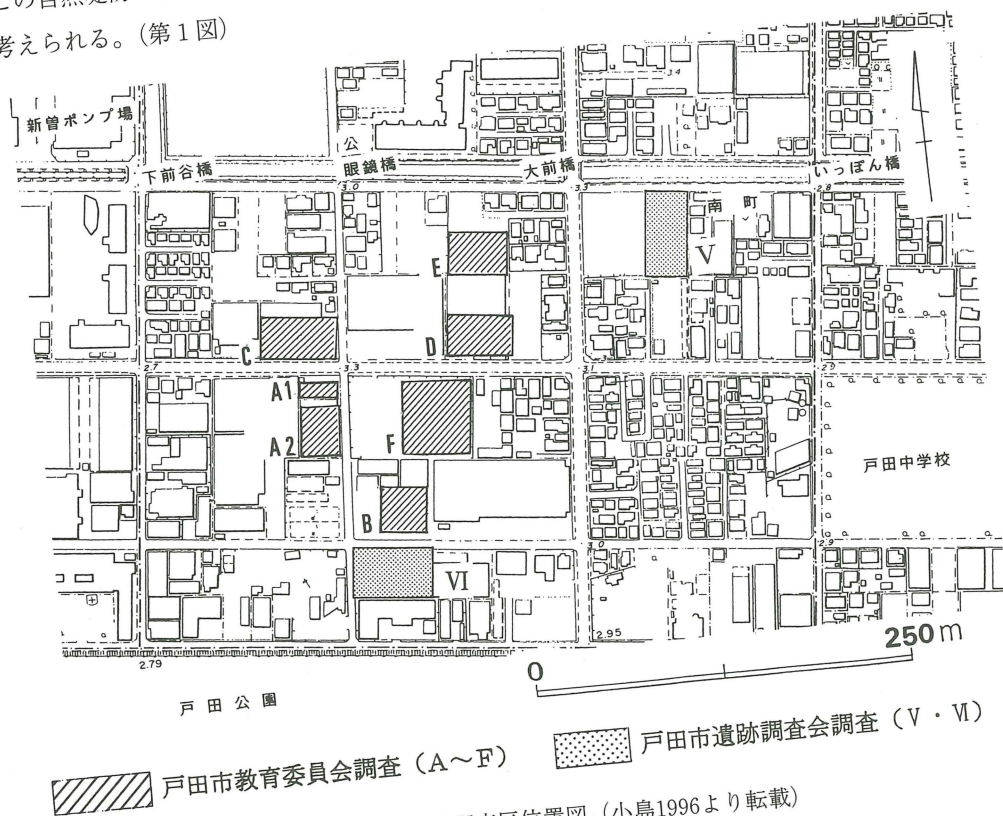 考えられる。（第１図）
新曽ポンプ場
公
下前谷橋
眼鏡橋
大前橋
いっぽん橋
3.4
3.0
3.3
2.8
南町
E
V
D
C
2.7
3.3
3.1
2.9
A1
A2
F
戸田中学校
B
3.0
2.9
VI
2.95
2.79
0
250m
戸田公園
戸田市教育委員会調査（A〜F）
戸田市遺跡調査会調査（V・VI）
区位置図（小島1996より転載）